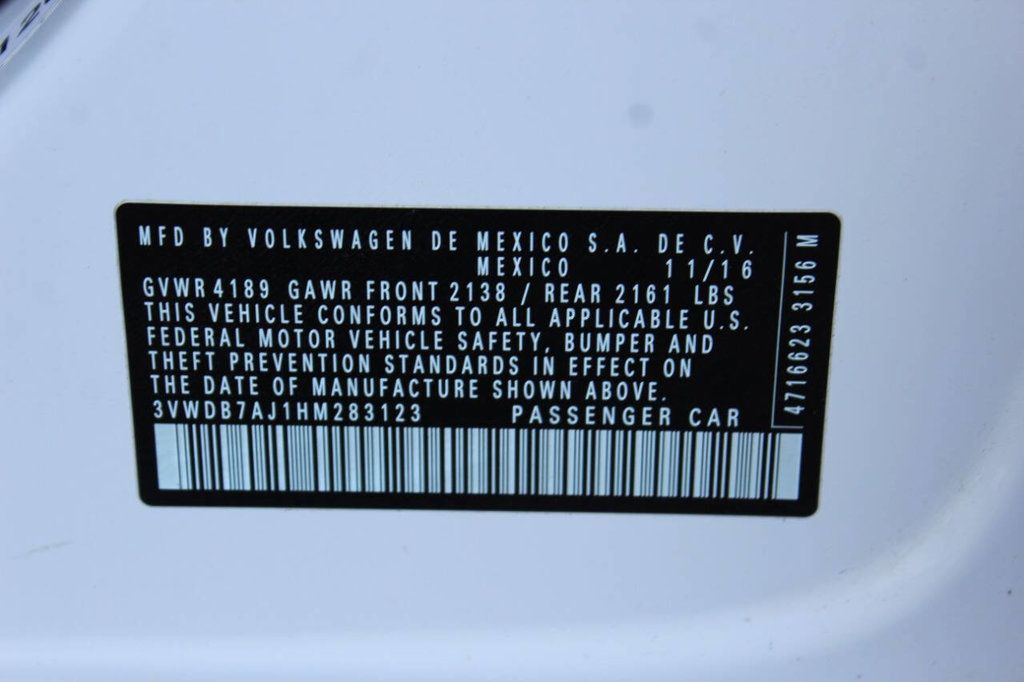 MFD BY VOLKSWAGEN DE MEXICO S.A. DE C.V.
MEXICO 11/16
GVWR 4189 GAWR FRONT 2138 / REAR 2161 LBS
THIS VEHICLE CONFORMS TO ALL APPLICABLE U.S.
FEDERAL MOTOR VEHICLE SAFETY, BUMPER AND
THEFT PREVENTION STANDARDS IN EFFECT ON
THE DATE OF MANUFACTURE SHOWN ABOVE.
3VWDB7AJ1HM283123 PASSENGER CAR
4716623 3156 M